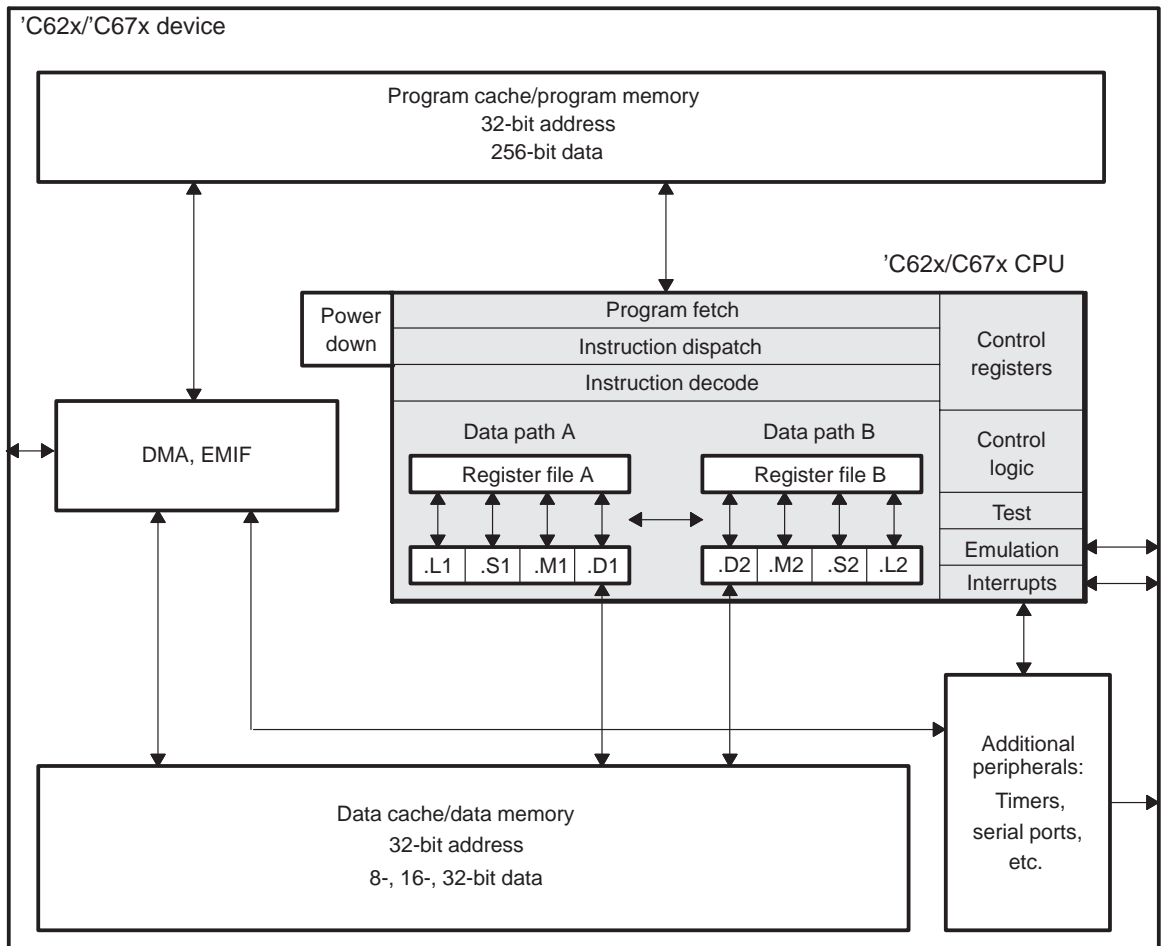 'C62x/'C67x device
Program cache/program memory
32-bit address
256-bit data
'C62x/C67x CPU
Power
down
Program fetch
Instruction dispatch
Instruction decode
Control
registers
Data path A
Data path B
DMA, EMIF
Register file A
Register file B
Control
logic
Test
.L1 .S1 .M1 .D1
.D2 .M2 .S2 .L2
Emulation
Interrupts
Additional
peripherals:
Timers,
serial ports,
etc.
Data cache/data memory
32-bit address
8-, 16-, 32-bit data